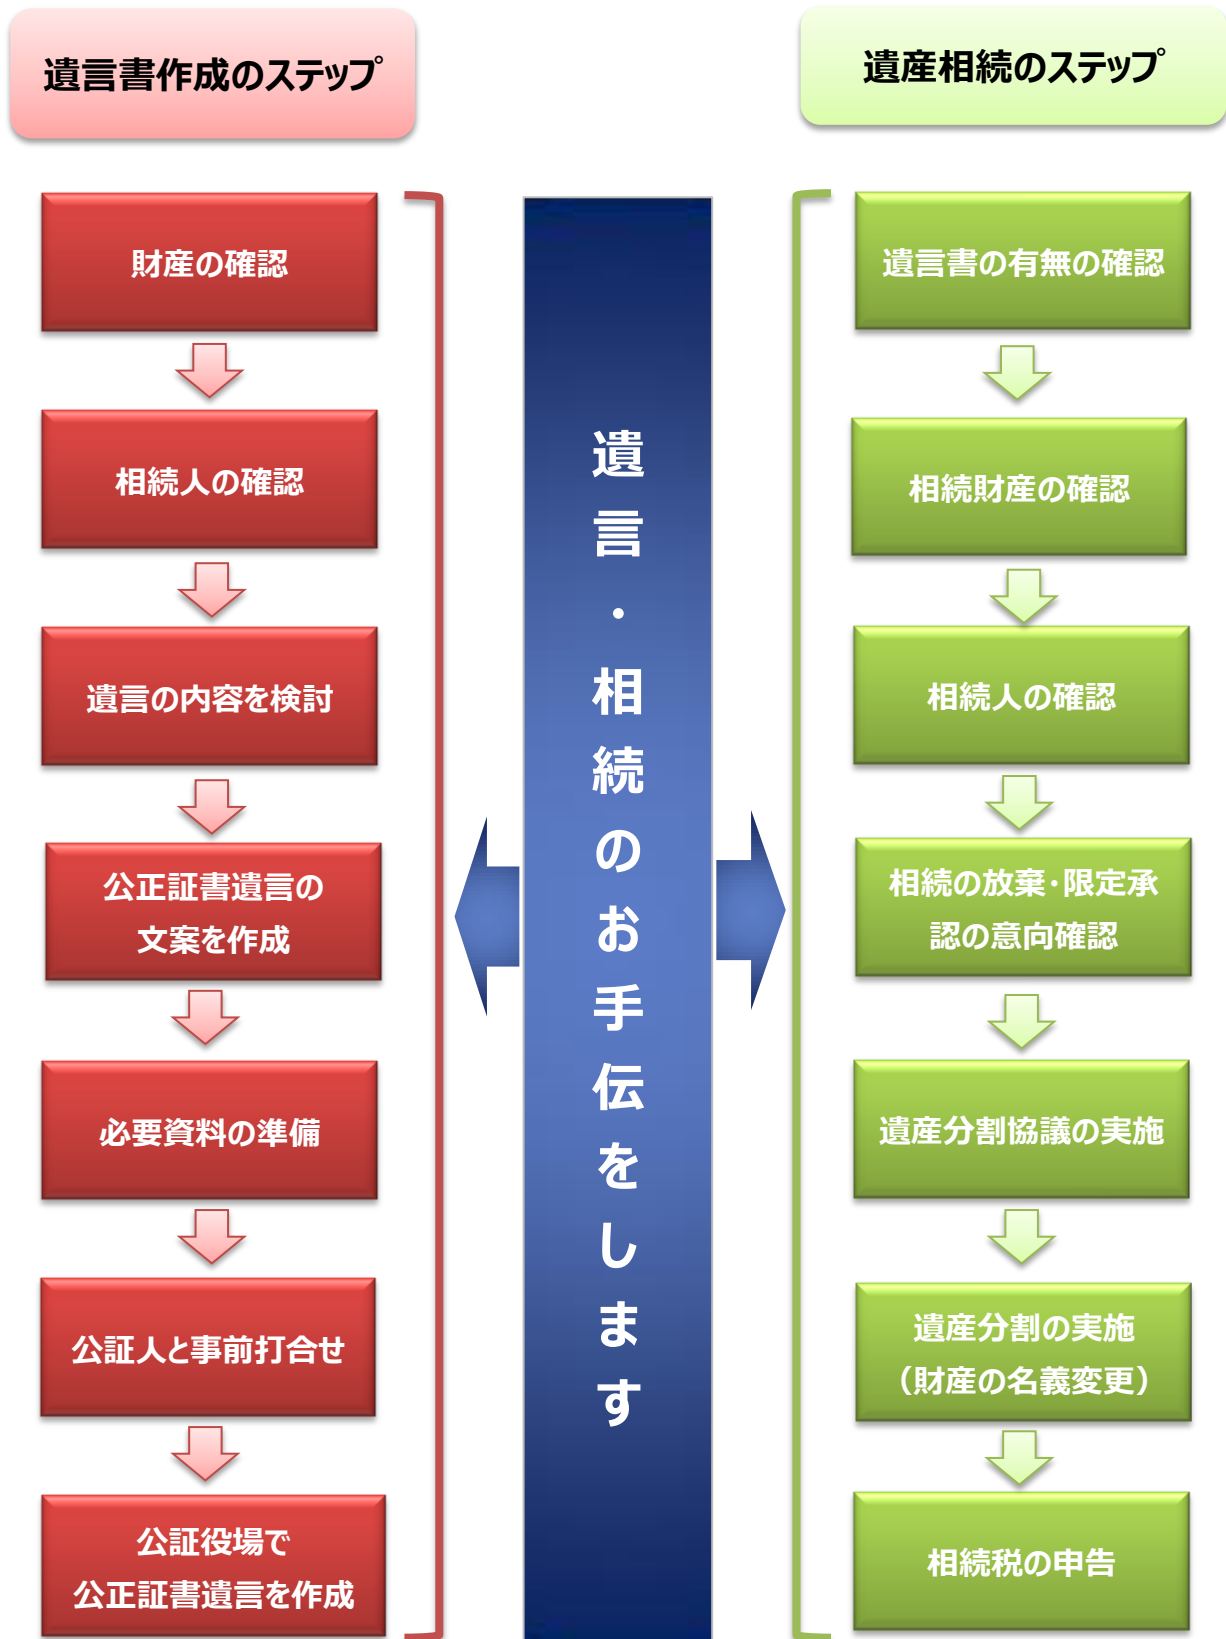 遺言書作成のステップ
財産の確認
相続人の確認
遺言の内容を検討
公正証書遺言の
文案を作成
必要資料の準備
公証人と事前打合せ
公証役場で
公正証書遺言を作成
遺言・相続のお手伝をします
遺産相続のステップ
遺言書の有無の確認
相続財産の確認
相続人の確認
相続の放棄・限定承
認の意向確認
遺産分割協議の実施
遺産分割の実施
（財産の名義変更）
相続税の申告